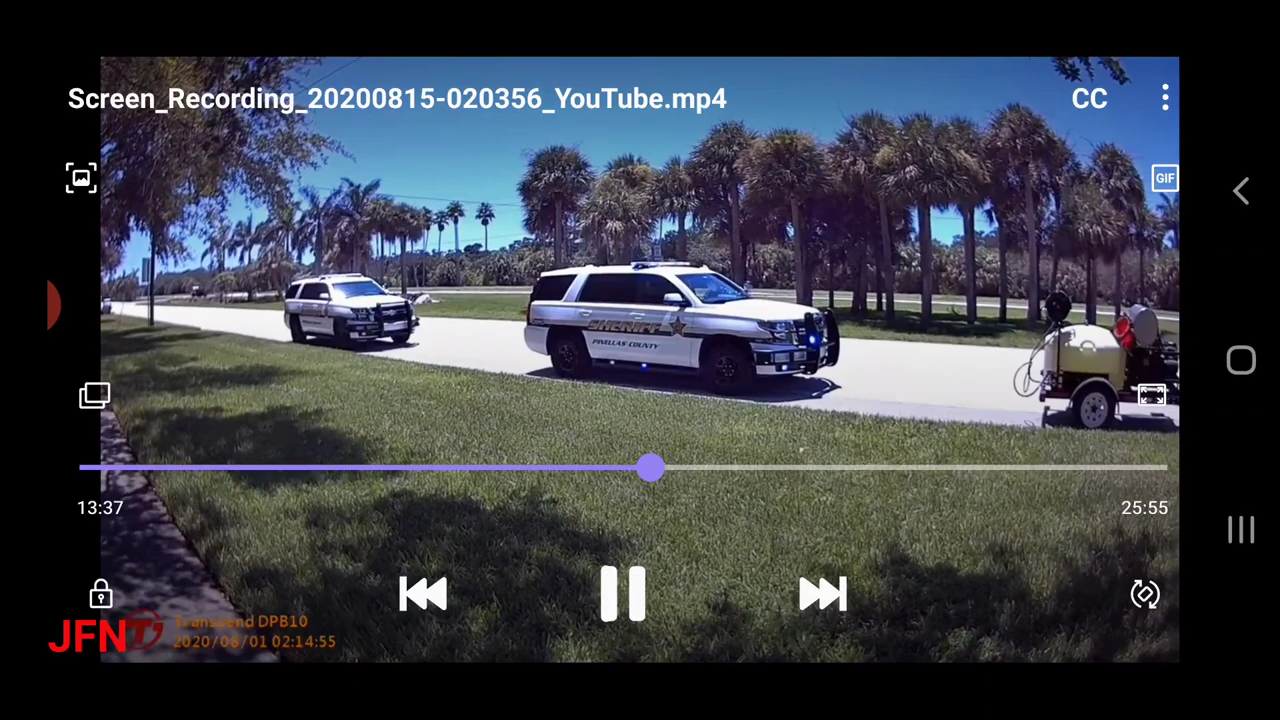 Screen_Recording_20200815-020356_YouTube.mp4
CC
GIF
SHERIFF
PINELLAS COUNTY
13:37
25:55
JFN
Transcend DPB10
2020/08/01 02:14:55